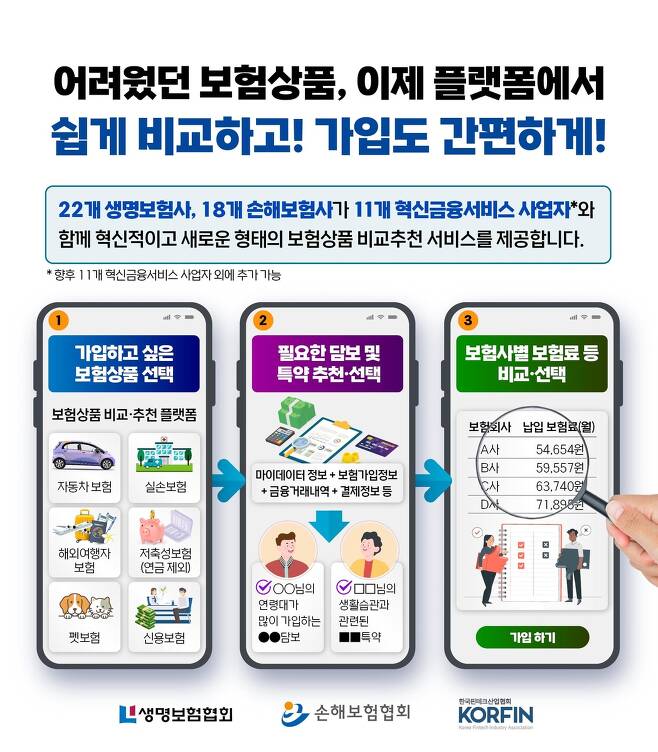 어려웠던 보험상품, 이제 플랫폼에서
쉽게 비교하고! 가입도 간편하게!
22개 생명보험사, 18개 손해보험사가 11개 혁신금융서비스 사업자*와
함께 혁신적이고 새로운 형태의 보험상품 비교추천 서비스를 제공합니다.
* 향후 11개 혁신금융서비스 사업자 외에 추가 가능
1
가입하고 싶은
보험상품 선택
보험상품 비교·추천 플랫폼
자동차 보험
실손보험
해외여행자
보험
저축성보험
(연금 제외)
펫보험
신용보험
2
필요한 담보 및
특약 추천·선택
마이데이터 정보 + 보험가입정보
+ 금융거래내역 + 결제정보 등
○○님의
연령대가
많이 가입하는
●●담보
□□님의
생활습관과
관련된
■■특약
3
보험사별 보험료 등
비교·선택
보험회사 납입 보험료(월)
A사 54,654원
B사 59,557원
C사 63,740원
D사 71,895원
가입 하기
생명보험협회
손해보험협회
한국핀테크산업협회
KORFIN
Korea Fintech Industry Association